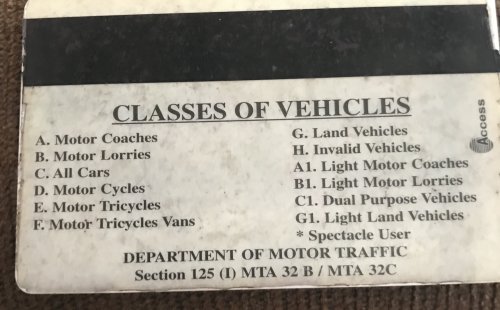 CLASSES OF VEHICLES
A. Motor Coaches
B. Motor Lorries
C. All Cars
D. Motor Cycles
E. Motor Tricycles
F. Motor Tricycles Vans
G. Land Vehicles
H. Invalid Vehicles
A1. Light Motor Coaches
B1. Light Motor Lorries
C1. Dual Purpose Vehicles
G1. Light Land Vehicles
* Spectacle User
Access
DEPARTMENT OF MOTOR TRAFFIC
Section 125 (I) MTA 32 B / MTA 32C